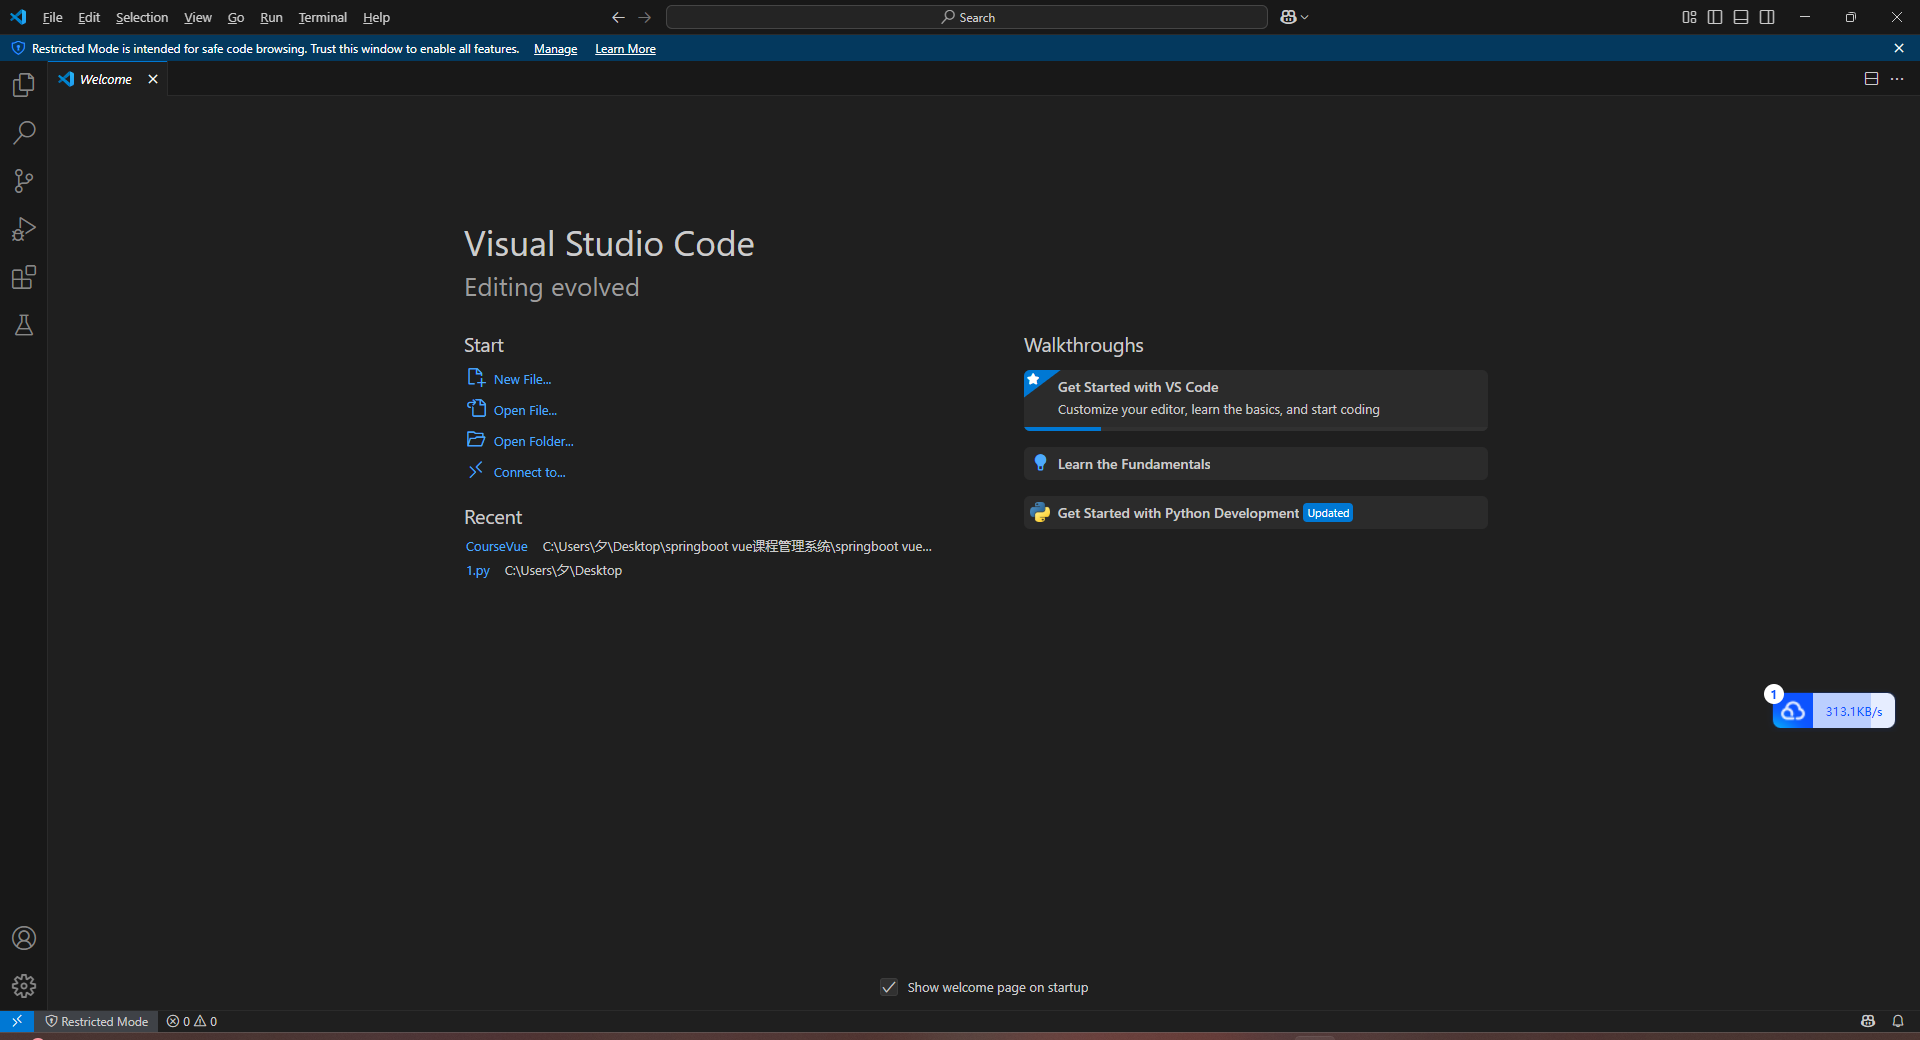 File Edit Selection View Go Run Terminal Help
Search
Restricted Mode is intended for safe code browsing. Trust this window to enable all features. Manage Learn More
Welcome
Visual Studio Code
Editing evolved
Start
New File...
Open File...
Open Folder...
Connect to...
Recent
CourseVue C:\Users\夕\Desktop\springboot vue课程管理系统\springboot vue...
1.py C:\Users\夕\Desktop
Walkthroughs
Get Started with VS Code
Customize your editor, learn the basics, and start coding
Learn the Fundamentals
Get Started with Python Development Updated
1
313.1KB/s
Show welcome page on startup
Restricted Mode 0 0